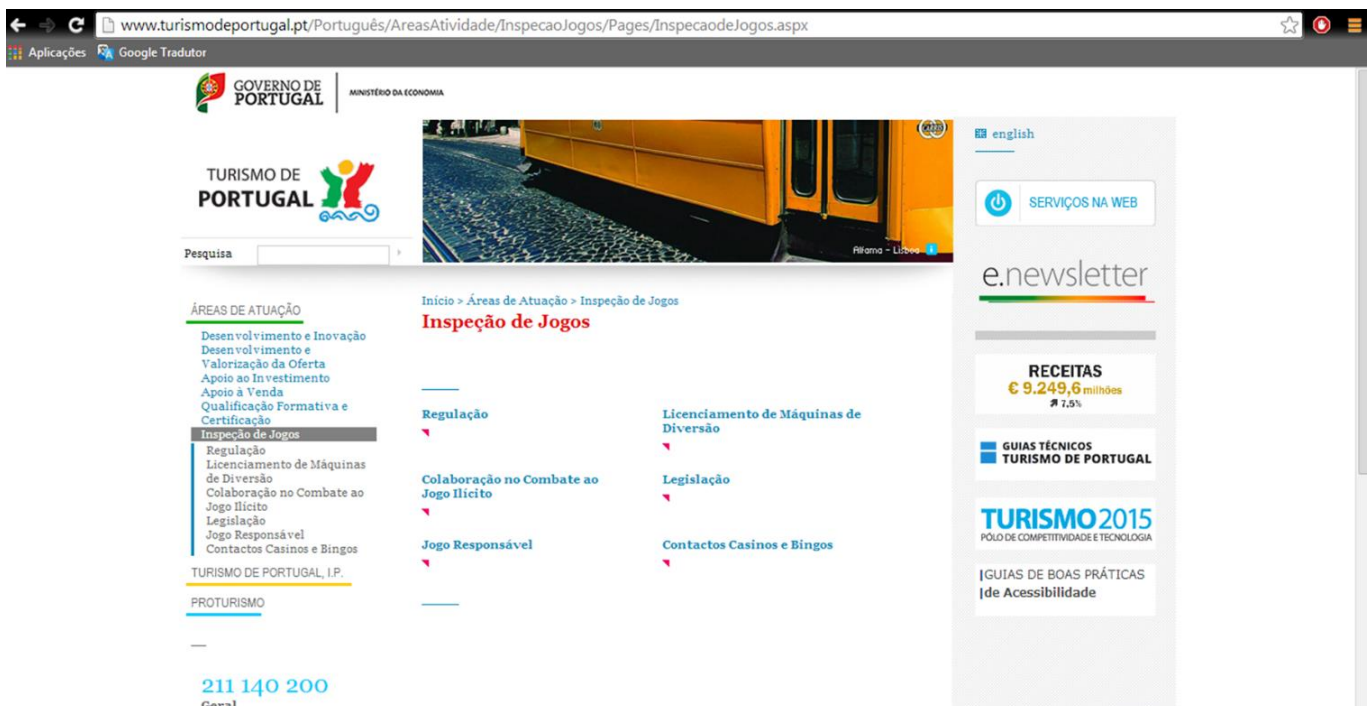 www.turismodeportugal.pt/Português/AreasAtividade/InspecaoJogos/Pages/InspecaodeJogos.aspx
Aplicações
Google Tradutor
GOVERNO DE
PORTUGAL
MINISTÉRIO DA ECONOMIA
TURISMO DE
PORTUGAL
Pesquisa
CARRIS
Alfama - Lisboa i
ÁREAS DE ATUAÇÃO
Desenvolvimento e Inovação
Desenvolvimento e
Valorização da Oferta
Apoio ao Investimento
Apoio à Venda
Qualificação Formativa e
Certificação
Inspeção de Jogos
Regulação
Licenciamento de Máquinas
de Diversão
Colaboração no Combate ao
Jogo Ilícito
Legislação
Jogo Responsável
Contactos Casinos e Bingos
TURISMO DE PORTUGAL, I.P.
PROTURISMO
211 140 200
Geral
Início > Áreas de Atuação > Inspeção de Jogos
Inspeção de Jogos
Regulação
Licenciamento de Máquinas de
Diversão
Colaboração no Combate ao
Jogo Ilícito
Legislação
Jogo Responsável
Contactos Casinos e Bingos
english
SERVIÇOS NA WEB
e.newsletter
RECEITAS
€ 9.249,6 milhões
7,5%
GUIAS TÉCNICOS
TURISMO DE PORTUGAL
TURISMO 2015
PÓLO DE COMPETITIVIDADE E TECNOLOGIA
GUIAS DE BOAS PRÁTICAS
de Acessibilidade